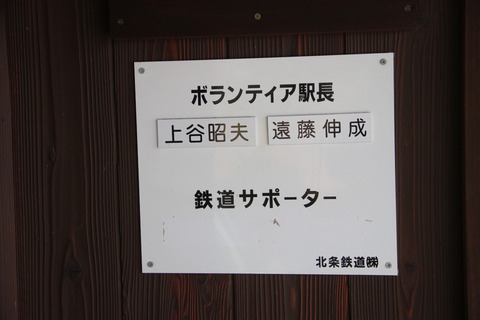 ボランティア駅長
上谷昭夫 遠藤伸成
鉄道サポーター
北条鉄道㈱